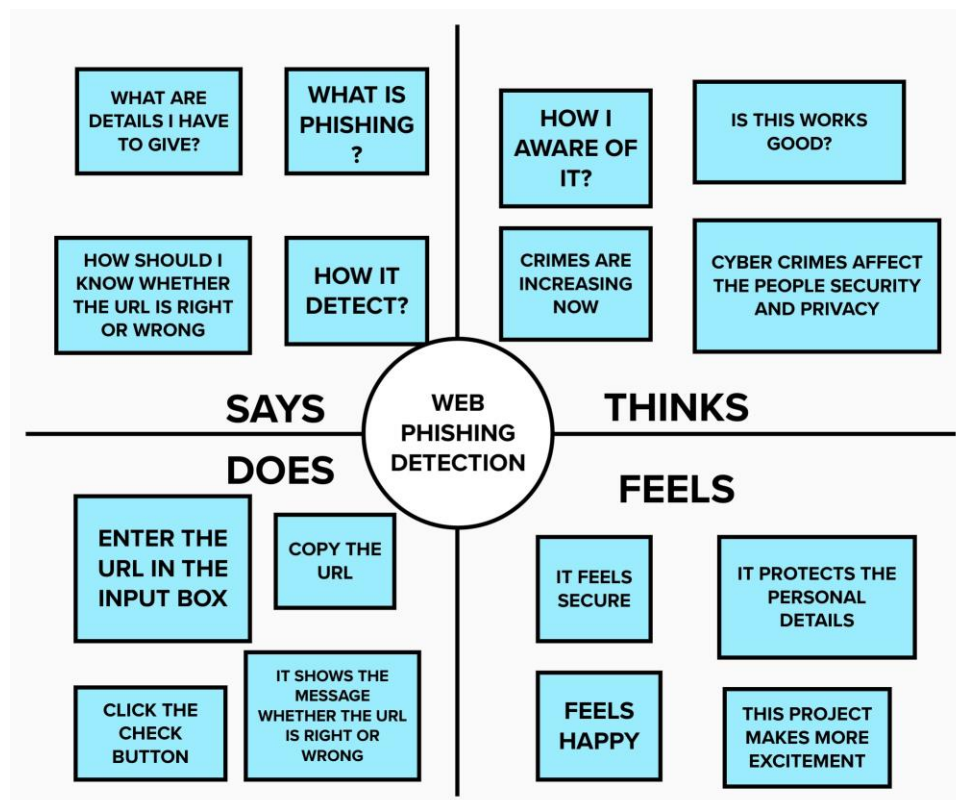 WHAT ARE
DETAILS I HAVE
TO GIVE?
WHAT IS
PHISHING
?
HOW SHOULD I
KNOW WHETHER
THE URL IS RIGHT
OR WRONG
HOW IT
DETECT?
SAYS
HOW I
AWARE OF
IT?
IS THIS WORKS
GOOD?
CRIMES ARE
INCREASING
NOW
CYBER CRIMES AFFECT
THE PEOPLE SECURITY
AND PRIVACY
THINKS
WEB
PHISHING
DETECTION
DOES
ENTER THE
URL IN THE
INPUT BOX
COPY THE
URL
CLICK THE
CHECK
BUTTON
IT SHOWS THE
MESSAGE
WHETHER THE URL
IS RIGHT OR
WRONG
FEELS
IT FEELS
SECURE
IT PROTECTS THE
PERSONAL
DETAILS
FEELS
HAPPY
THIS PROJECT
MAKES MORE
EXCITEMENT